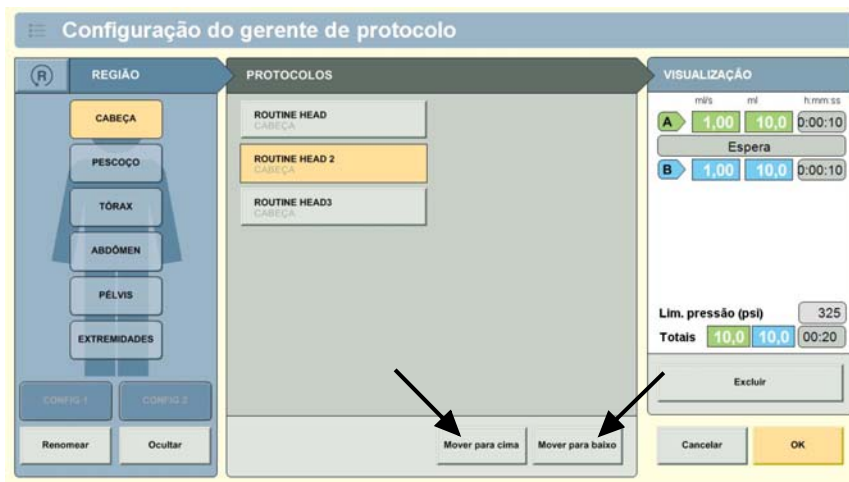 Configuração do gerente de protocolo
R REGIÃO
PROTOCOLOS
VISUALIZAÇÃO
CABEÇA
PESCOÇO
TÓRAX
ABDÔMEN
PÉLVIS
EXTREMIDADES
CONFIG 1 CONFIG 2
Renomear Ocultar
ROUTINE HEAD
CABEÇA
ROUTINE HEAD 2
CABEÇA
ROUTINE HEAD3
CABEÇA
Mover para cima Mover para baixo
ml/s ml h:mm:ss
A 1,00 10,0 0:00:10
Espera
B 1,00 10,0 0:00:10
Lim. pressão (psi) 325
Totais 10,0 10,0 00:20
Excluir
Cancelar OK